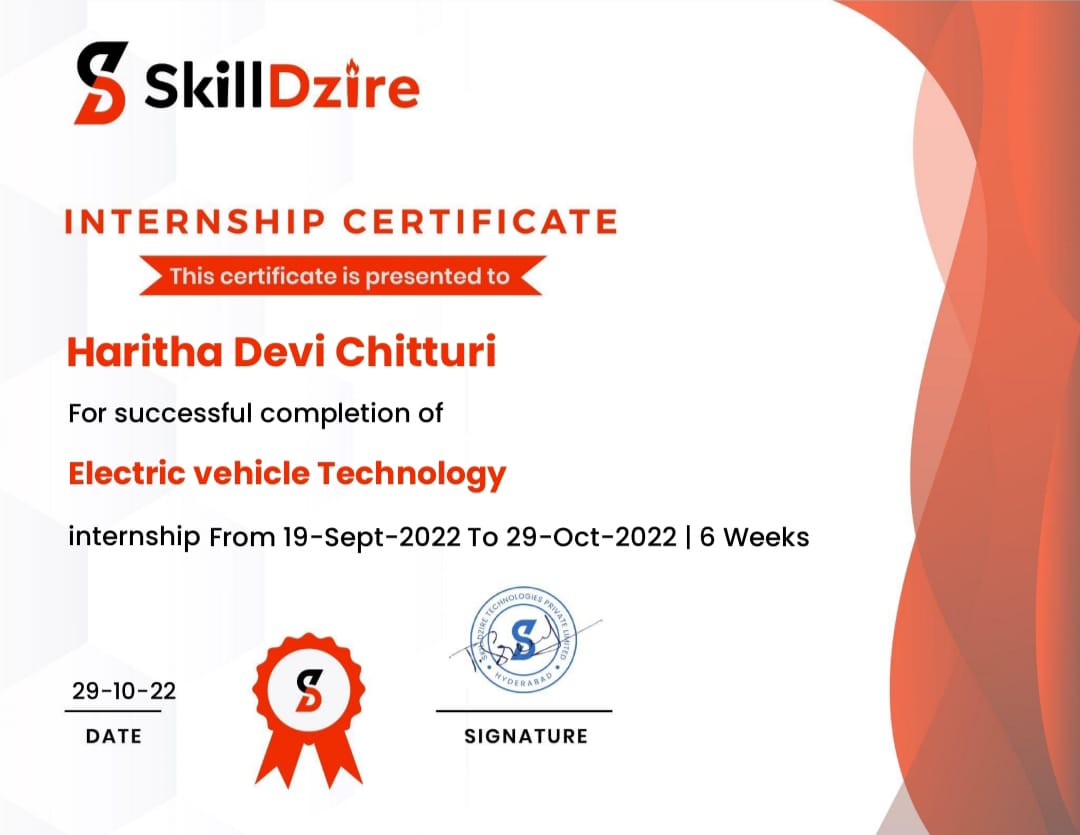 SkillDzire
INTERNSHIP CERTIFICATE
This certificate is presented to
Haritha Devi Chitturi
For successful completion of
Electric vehicle Technology
internship From 19-Sept-2022 To 29-Oct-2022 | 6 Weeks
SKILLDZIRE TECHNOLOGIES PRIVATE LIMITED
HYDERABAD
29-10-22
DATE
SIGNATURE